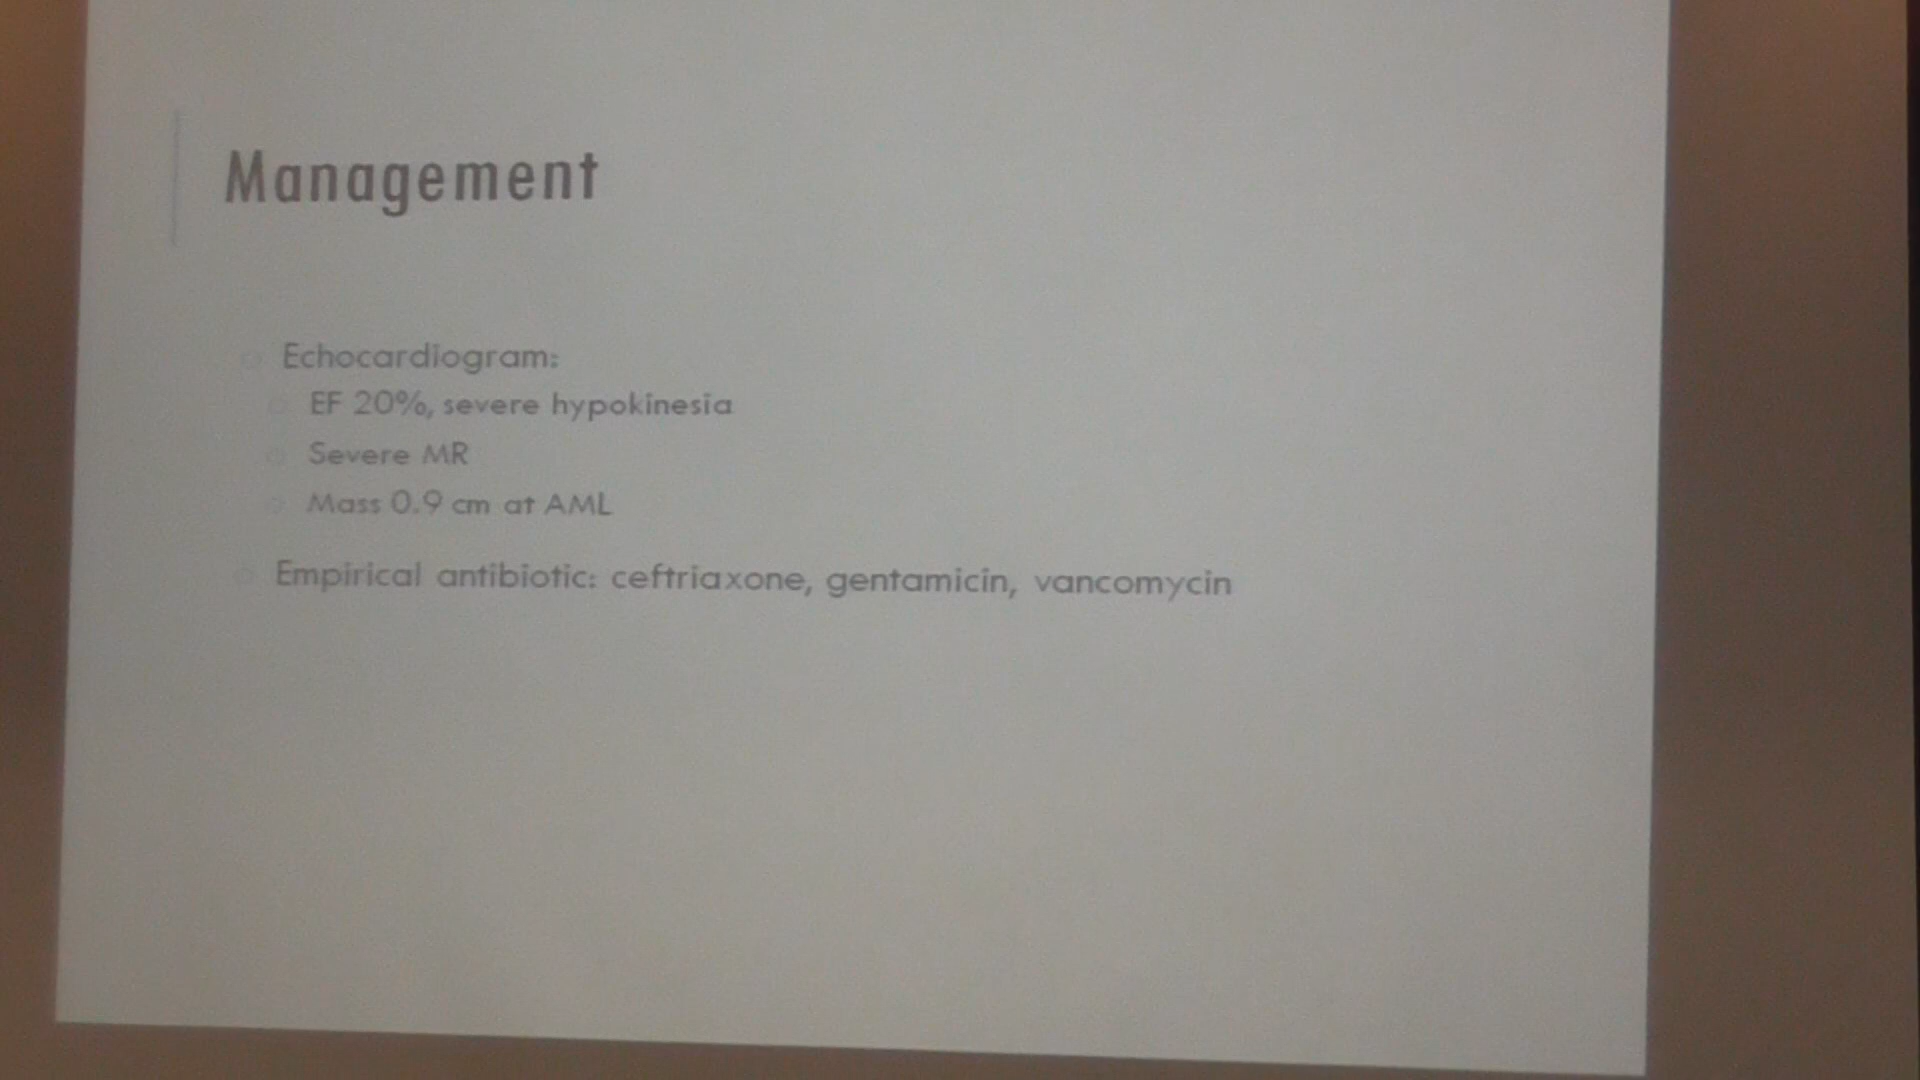 Management
Echocardiogram:
EF 20%, severe hypokinesia
Severe MR
Mass 0.9 cm at AML
Empirical antibiotic: ceftriaxone, gentamicin, vancomycin